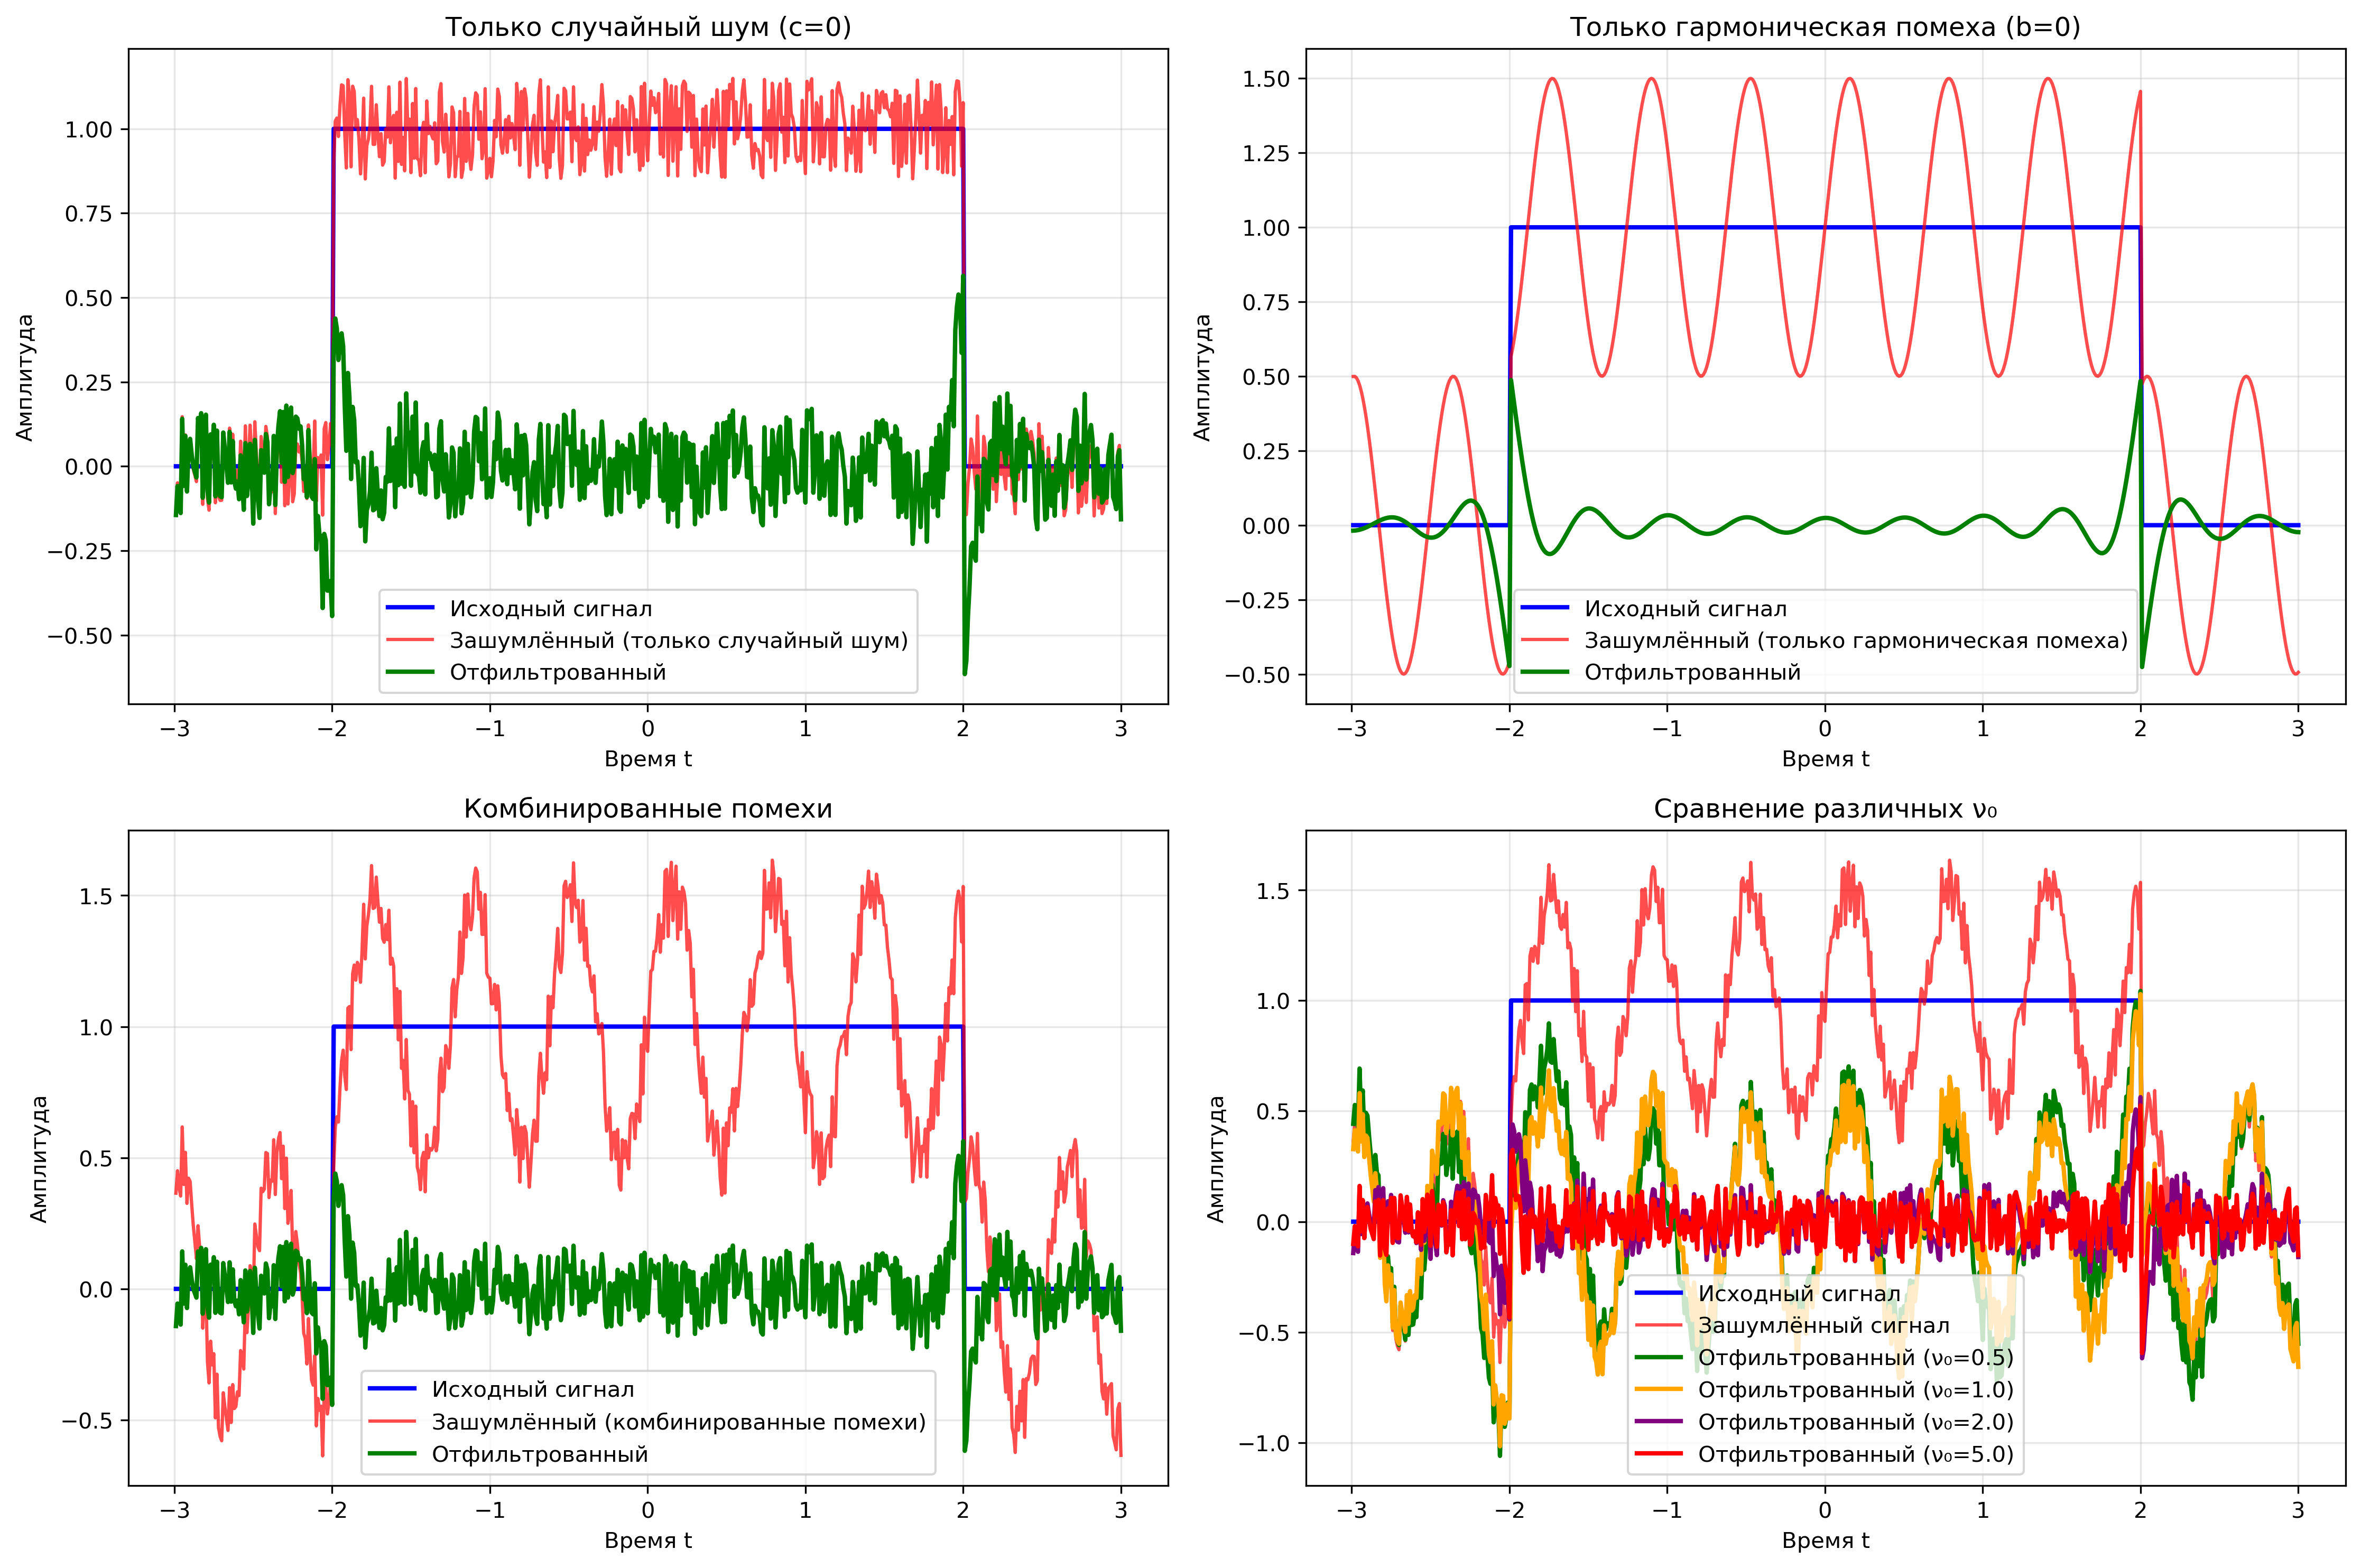 Только случайный шум (c=0)
1.00
0.75
0.50
0.25
0.00
−0.25
−0.50
Амплитуда
Исходный сигнал
Зашумлённый (только случайный шум)
Отфильтрованный
−3 −2 −1 0 1 2 3
Время t
Только гармоническая помеха (b=0)
1.50
1.25
1.00
0.75
0.50
0.25
0.00
−0.25
−0.50
Амплитуда
Исходный сигнал
Зашумлённый (только гармоническая помеха)
Отфильтрованный
−3 −2 −1 0 1 2 3
Время t
Комбинированные помехи
1.5
1.0
0.5
0.0
−0.5
Амплитуда
Исходный сигнал
Зашумлённый (комбинированные помехи)
Отфильтрованный
−3 −2 −1 0 1 2 3
Время t
Сравнение различных ν₀
1.5
1.0
0.5
0.0
−0.5
−1.0
Амплитуда
Исходный сигнал
Зашумлённый сигнал
Отфильтрованный (ν₀=0.5)
Отфильтрованный (ν₀=1.0)
Отфильтрованный (ν₀=2.0)
Отфильтрованный (ν₀=5.0)
−3 −2 −1 0 1 2 3
Время t